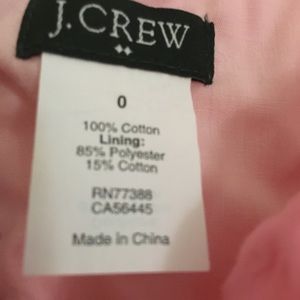 J.CREW
0
100% Cotton
Lining:
85% Polyester
15% Cotton
RN77388
CA56445
Made in China